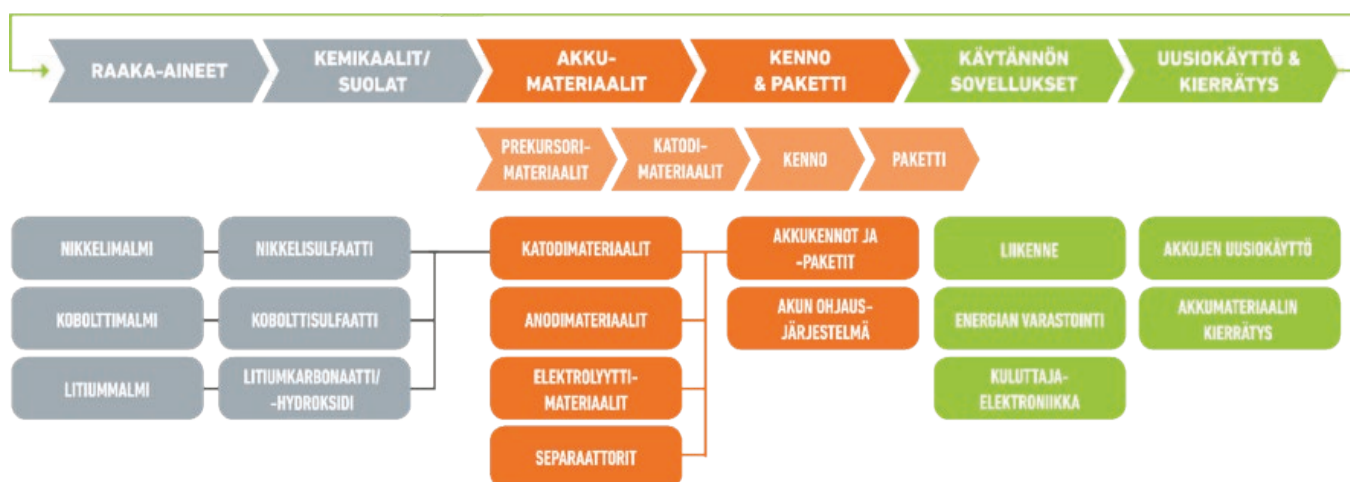 RAAKA-AINEET
KEMIKAALIT/
SUOLAT
AKKU-
MATERIAALIT
KENNO
& PAKETTI
KÄYTÄNNÖN
SOVELLUKSET
UUSIOKÄYTTÖ &
KIERRÄTYS
PREKURSORI-
MATERIAALIT
KATODI-
MATERIAALIT
KENNO
PAKETTI
NIKKELIMALMI
NIKKELISULFAATTI
KATODIMATERIAALIT
AKKUKENNOT JA
-PAKETIT
LIIKENNE
AKKUJEN UUSIOKÄYTTÖ
KOBOLTTIMALMI
KOBOLTTISULFAATTI
ANODIMATERIAALIT
AKUN OHJAUS-
JÄRJESTELMÄ
ENERGIAN VARASTOINTI
AKKUMATERIAALIN
KIERRÄTYS
LITIUMMALMI
LITIUMKARBONAATTI/
-HYDROKSIDI
ELEKTROLYYTTI-
MATERIAALIT
KULUTTAJA-
ELEKTRONIIKKA
SEPARAATTORIT